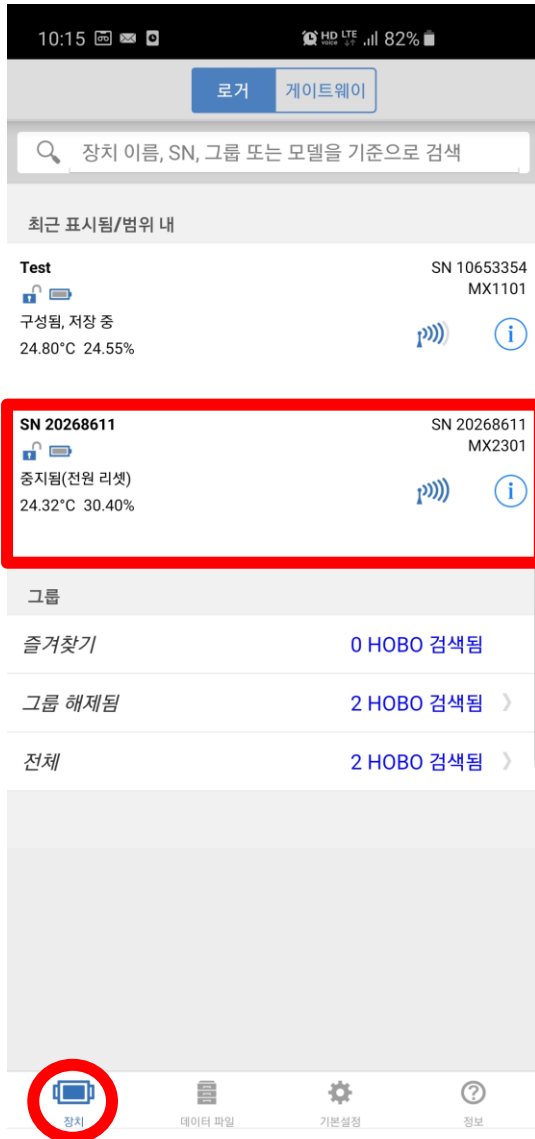 10:15 HD voice LTE 82%
로거 게이트웨이
장치 이름, SN, 그룹 또는 모델을 기준으로 검색
최근 표시됨/범위 내
Test SN 10653354
MX1101
구성됨, 저장 중
24.80°C 24.55%
SN 20268611 SN 20268611
MX2301
중지됨(전원 리셋)
24.32°C 30.40%
그룹
즐겨찾기 0 HOBO 검색됨
그룹 해제됨 2 HOBO 검색됨
전체 2 HOBO 검색됨
장치 데이터 파일 기본설정 정보